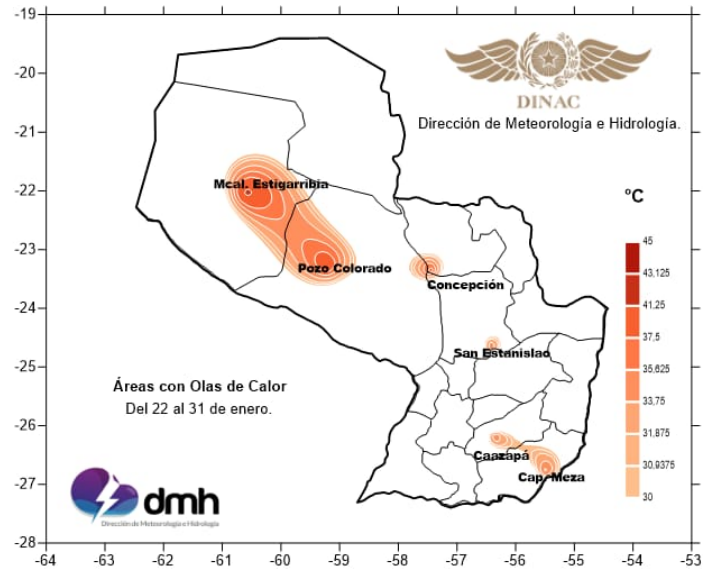 -19
-20
-21
-22
-23
-24
-25
-26
-27
-28
-64
-63
-62
-61
-60
-59
-58
-57
-56
-55
-54
-53
DINAC
Dirección de Meteorología e Hidrología.
Mcal. Estigarribia
Pozo Colorado
Concepción
San Estanislao
Caazapá
Cap. Meza
ºC
45
43.125
41.25
37.5
35.625
33.75
31.875
30.9375
30
Áreas con Olas de Calor
Del 22 al 31 de enero.
dmh
Dirección de Meteorología e Hidrología